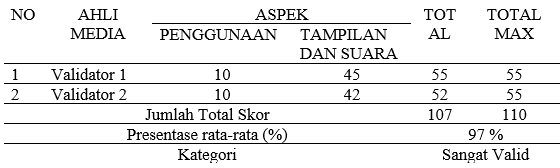 NO AHLI MEDIA ASPEK TOT AL TOTAL MAX
PENGGUNAAN TAMPILAN DAN SUARA
1 Validator 1 10 45 55 55
2 Validator 2 10 42 52 55
Jumlah Total Skor 107 110
Presentase rata-rata (%) 97 %
Kategori Sangat Valid